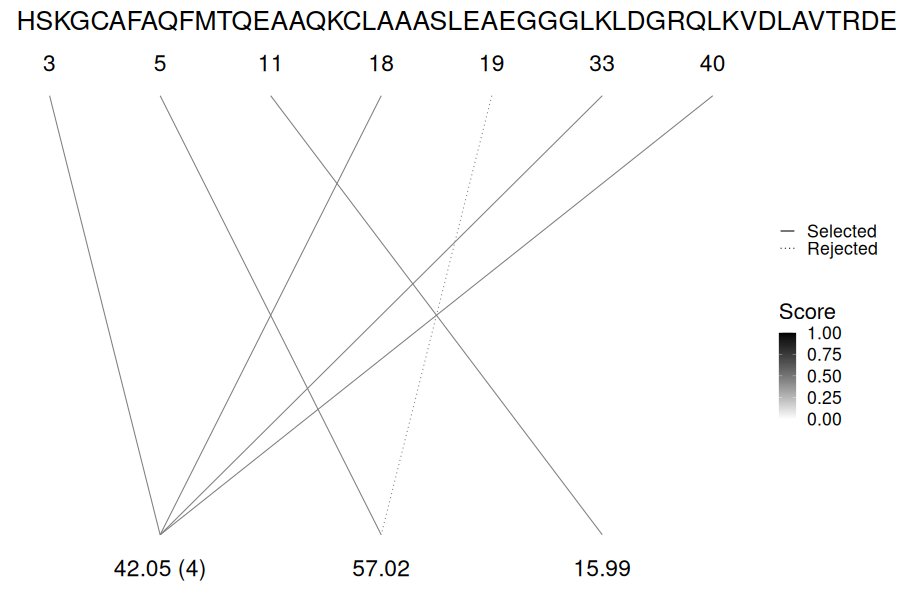 HSKGCAFAQFMTQEAAQKCLAAASLEAEGGGLKLDGRQLKVDLAVTRDE
3 5 11 18 19 33 40
Selected
Rejected
Score
1.00
0.75
0.50
0.25
0.00
42.05 (4) 57.02 15.99